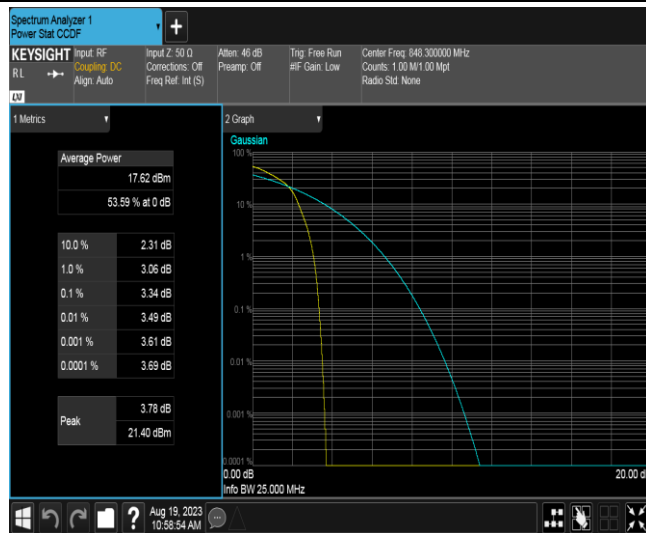 Spectrum Analyzer 1
Power Stat CCDF
+
KEYSIGHT
RL
Input: RF
Coupling: DC
Align: Auto
Input Z: 50 Ω
Corrections: Off
Freq Ref: Int (S)
Atten: 46 dB
Preamp: Off
Trig: Free Run
#IF Gain: Low
Center Freq: 848.300000 MHz
Counts: 1.00 M/1.00 Mpt
Radio Std: None
1 Metrics
Average Power
17.62 dBm
53.59 % at 0 dB
10.0 % 2.31 dB
1.0 % 3.06 dB
0.1 % 3.34 dB
0.01 % 3.49 dB
0.001 % 3.61 dB
0.0001 % 3.69 dB
Peak
3.78 dB
21.40 dBm
2 Graph
Gaussian
100 %
10 %
1 %
0.1 %
0.01 %
0.001 %
0.0001 %
0.00 dB
20.00 d
Info BW 25.000 MHz
?
Aug 19, 2023
10:58:54 AM